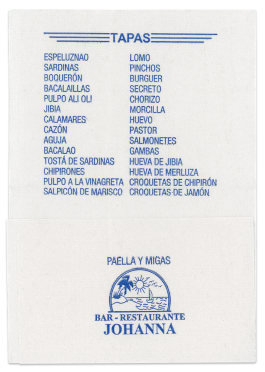 TAPAS
ESPELUZNAO
SARDINAS
BOQUERÓN
BACALAILLAS
PULPO ALI OLI
JIBIA
CALAMARES
CAZÓN
AGUJA
BACALAO
TOSTÁ DE SARDINAS
CHIPIRONES
PULPO A LA VINAGRETA
SALPICÓN DE MARISCO
LOMO
PINCHOS
BURGUER
SECRETO
CHORIZO
MORCILLA
HUEVO
PASTOR
SALMONETES
GAMBAS
HUEVA DE JIBIA
HUEVA DE MERLUZA
CROQUETAS DE CHIPIRÓN
CROQUETAS DE JAMÓN
PAËLLA Y MIGAS
BAR - RESTAURANTE
JOHANNA